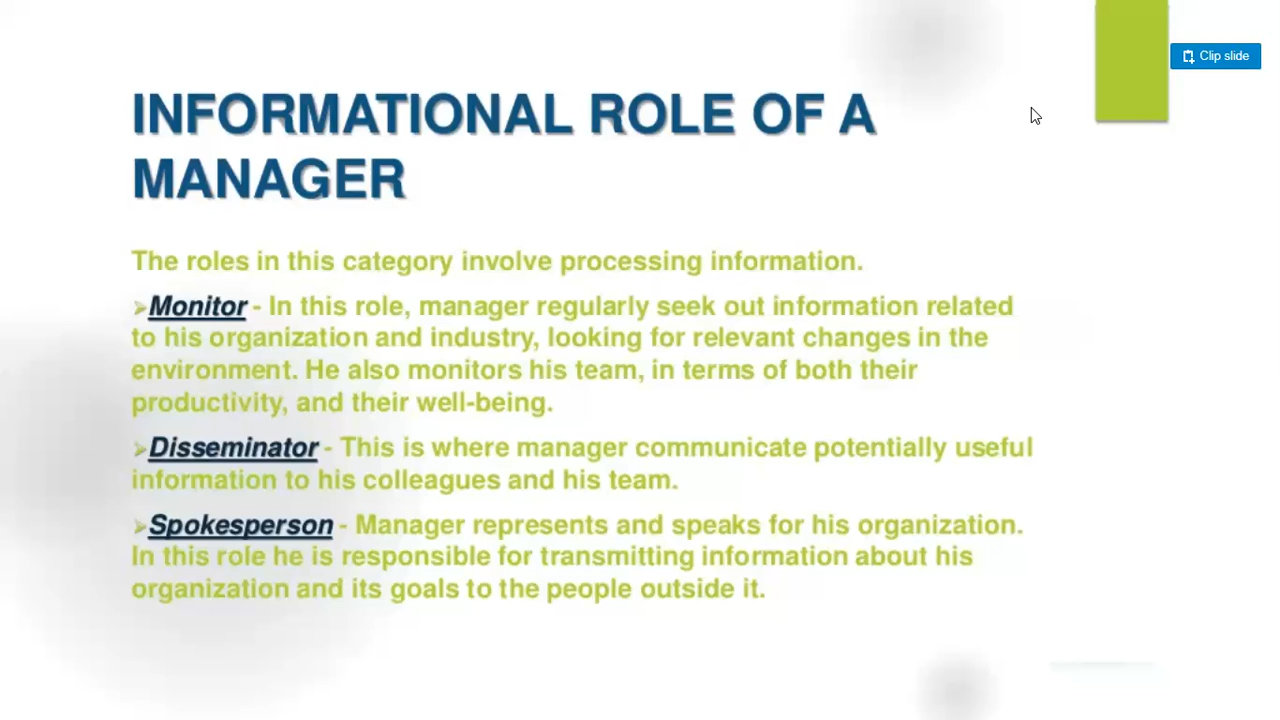 Clip slide
INFORMATIONAL ROLE OF A
MANAGER
The roles in this category involve processing information.
➢Monitor - In this role, manager regularly seek out information related
to his organization and industry, looking for relevant changes in the
environment. He also monitors his team, in terms of both their
productivity, and their well-being.
➢Disseminator - This is where manager communicate potentially useful
information to his colleagues and his team.
➢Spokesperson - Manager represents and speaks for his organization.
In this role he is responsible for transmitting information about his
organization and its goals to the people outside it.